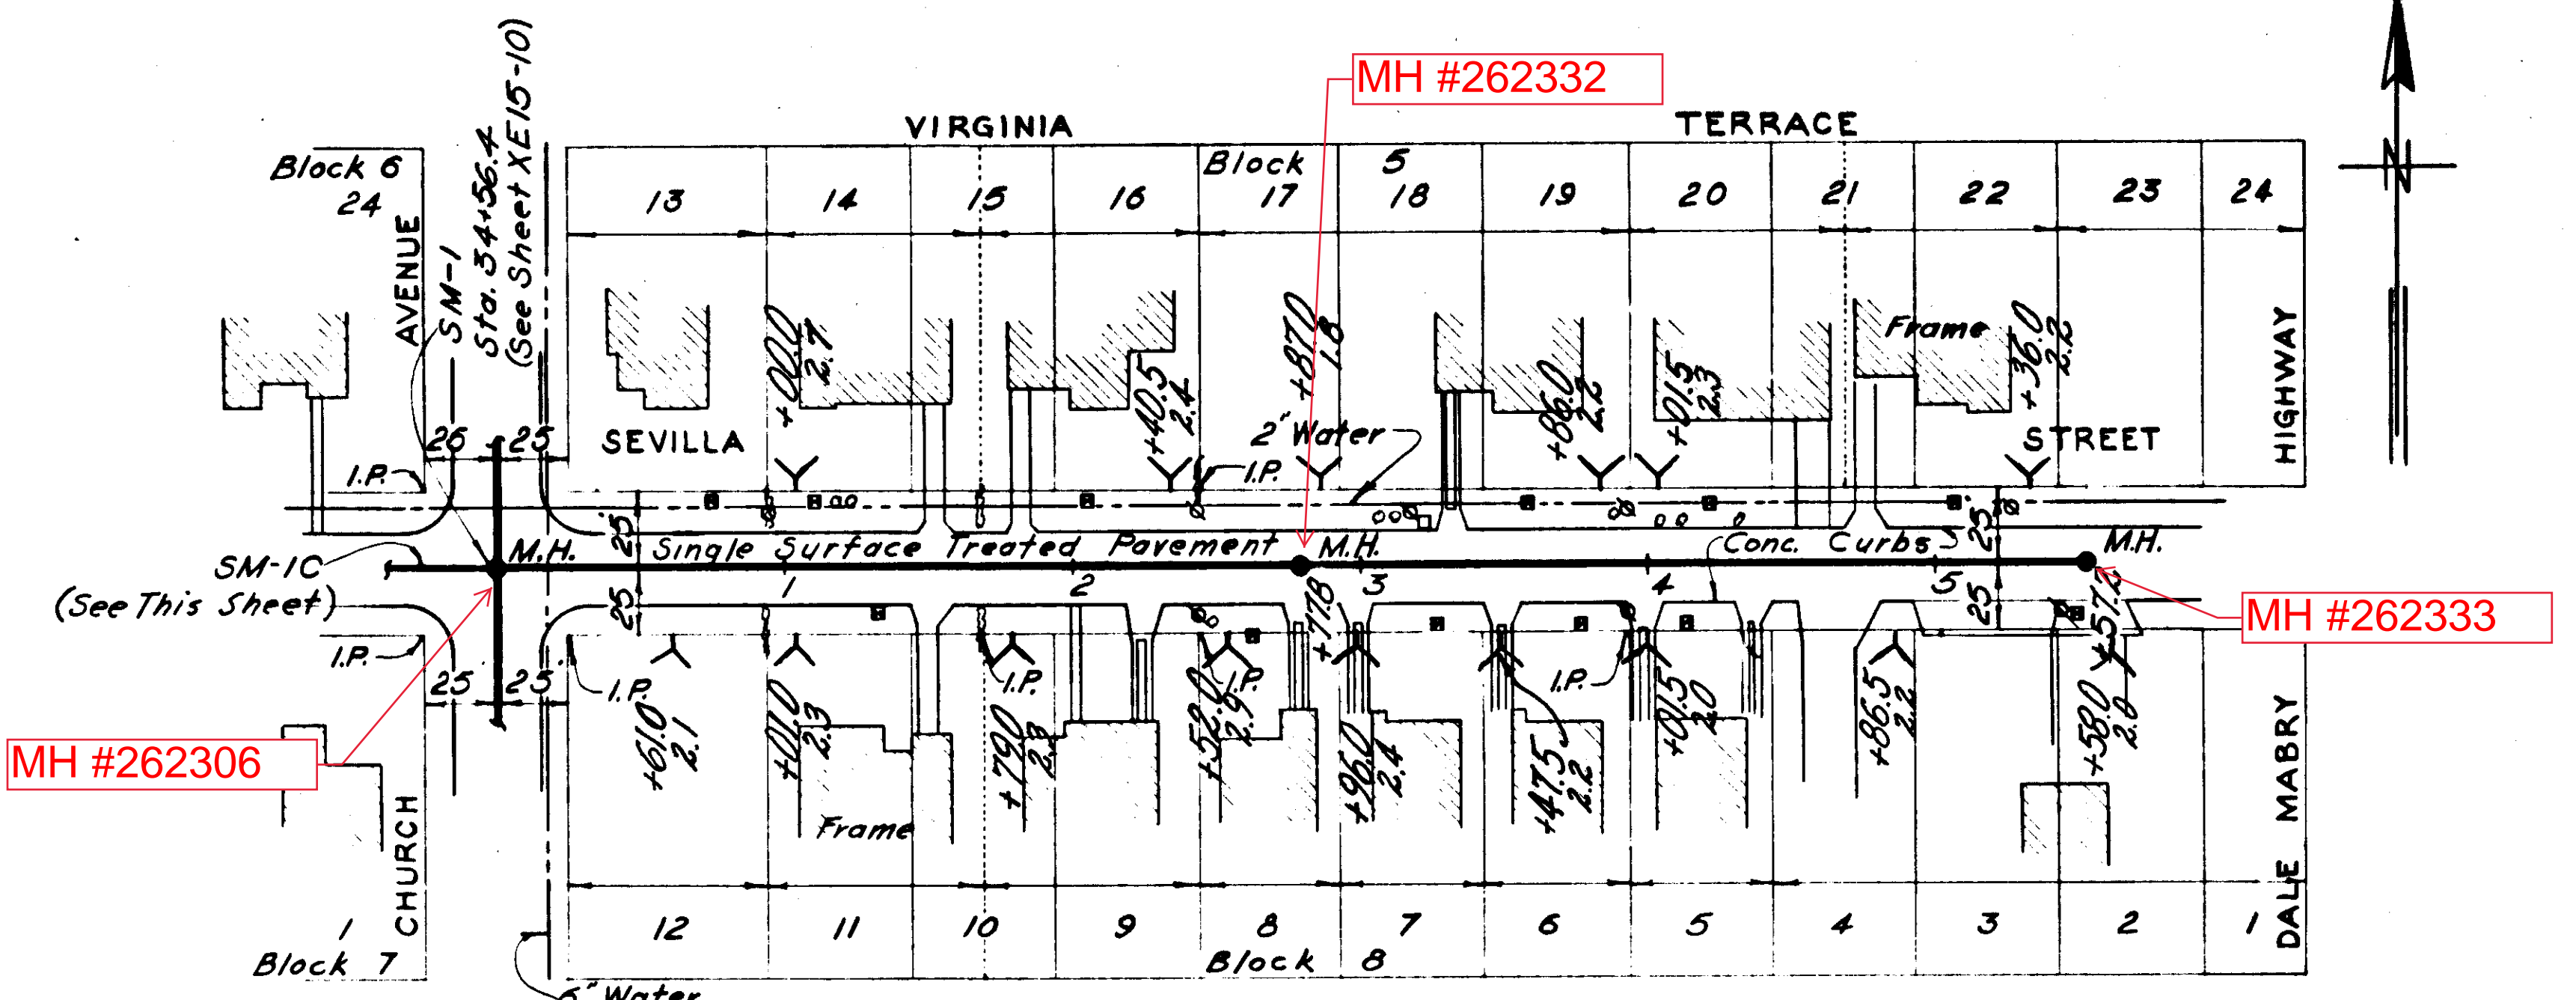 MH #262332
VIRGINIA TERRACE
Block 6
24
Block 5
13 14 15 16 17 18 19 20 21 22 23 24
N
AVENUE
SM-1
Sta. 34+56.4
(See Sheet XE15-10)
+00.0
2.7
+40.5
2.4
+87.0
1.8
+86.0
2.2
+01.5
2.3
Frame
+36.0
2.2
HIGHWAY
25 25
SEVILLA
2" Water
STREET
I.P.
I.P.
25
M.H.
Single Surface Treated Pavement
M.H.
Conc. Curbs
25
M.H.
SM-1C
(See This Sheet)
1 2 3 4 5
25
+77.8
25
+57.2
MH #262333
I.P.
25 25
I.P.
I.P.
I.P.
I.P.
+61.0
2.1
+01.0
2.3
+79.0
2.3
+52.0
2.9
+96.0
2.4
+47.5
2.2
+01.5
2.0
+86.5
2.2
+58.0
2.0
MH #262306
Frame
CHURCH
DALE MABRY
1
12 11 10 9 8 7 6 5 4 3 2 1
Block 7
Block 8
6" Water